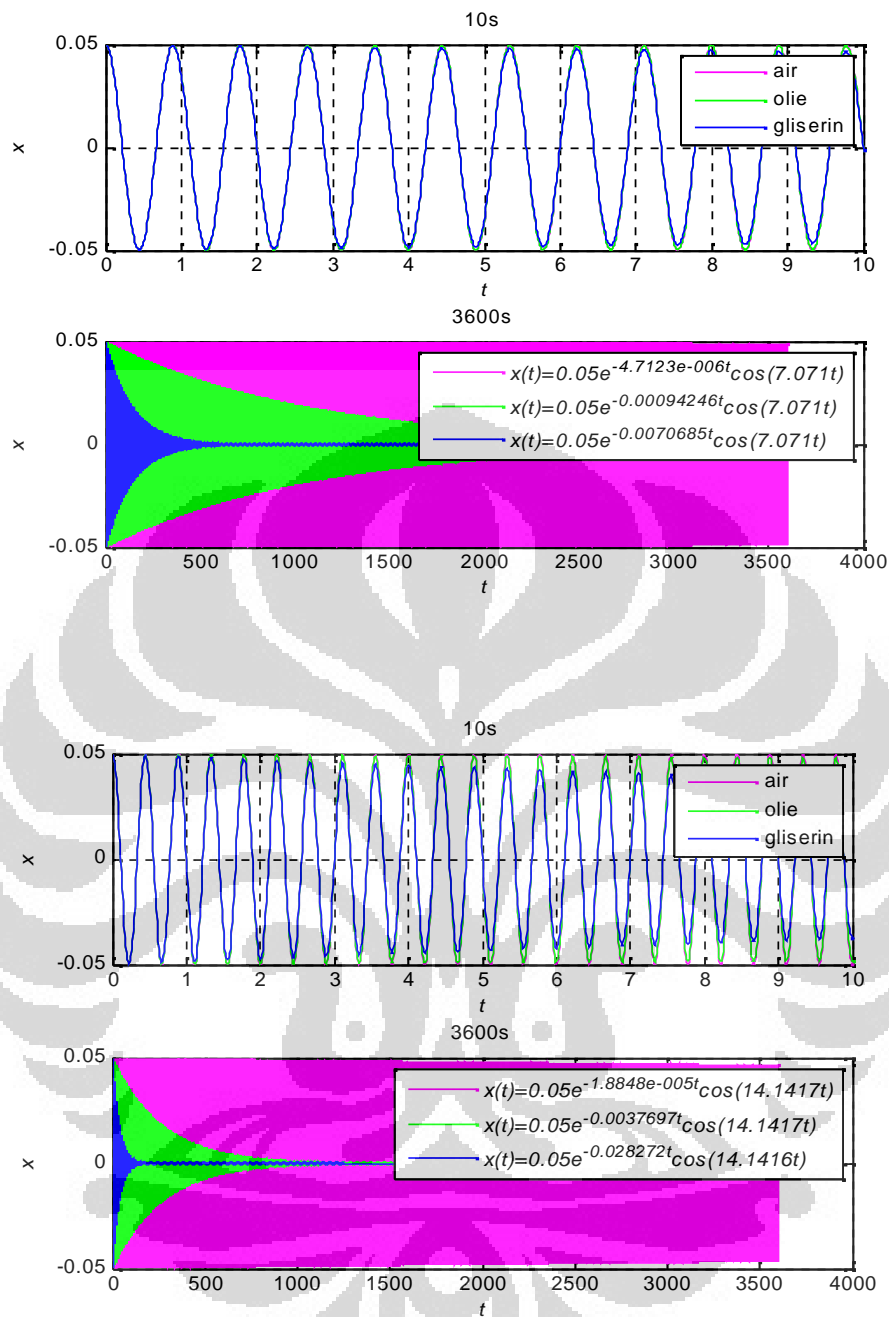 10s
0.05
air
olie
gliserin
x
0
-0.05
0 1 2 3 4 5 6 7 8 9 10
t
3600s
0.05
x(t)=0.05e^-4.7123e-006t cos(7.071t)
x(t)=0.05e^-0.00094246t cos(7.071t)
x(t)=0.05e^-0.0070685t cos(7.071t)
x
0
-0.05
0 500 1000 1500 2000 2500 3000 3500 4000
t
10s
0.05
air
olie
gliserin
x
0
-0.05
0 1 2 3 4 5 6 7 8 9 10
t
3600s
0.05
x(t)=0.05e^-1.8848e-005t cos(14.1417t)
x(t)=0.05e^-0.0037697t cos(14.1417t)
x(t)=0.05e^-0.028272t cos(14.1416t)
x
0
-0.05
0 500 1000 1500 2000 2500 3000 3500 4000
t